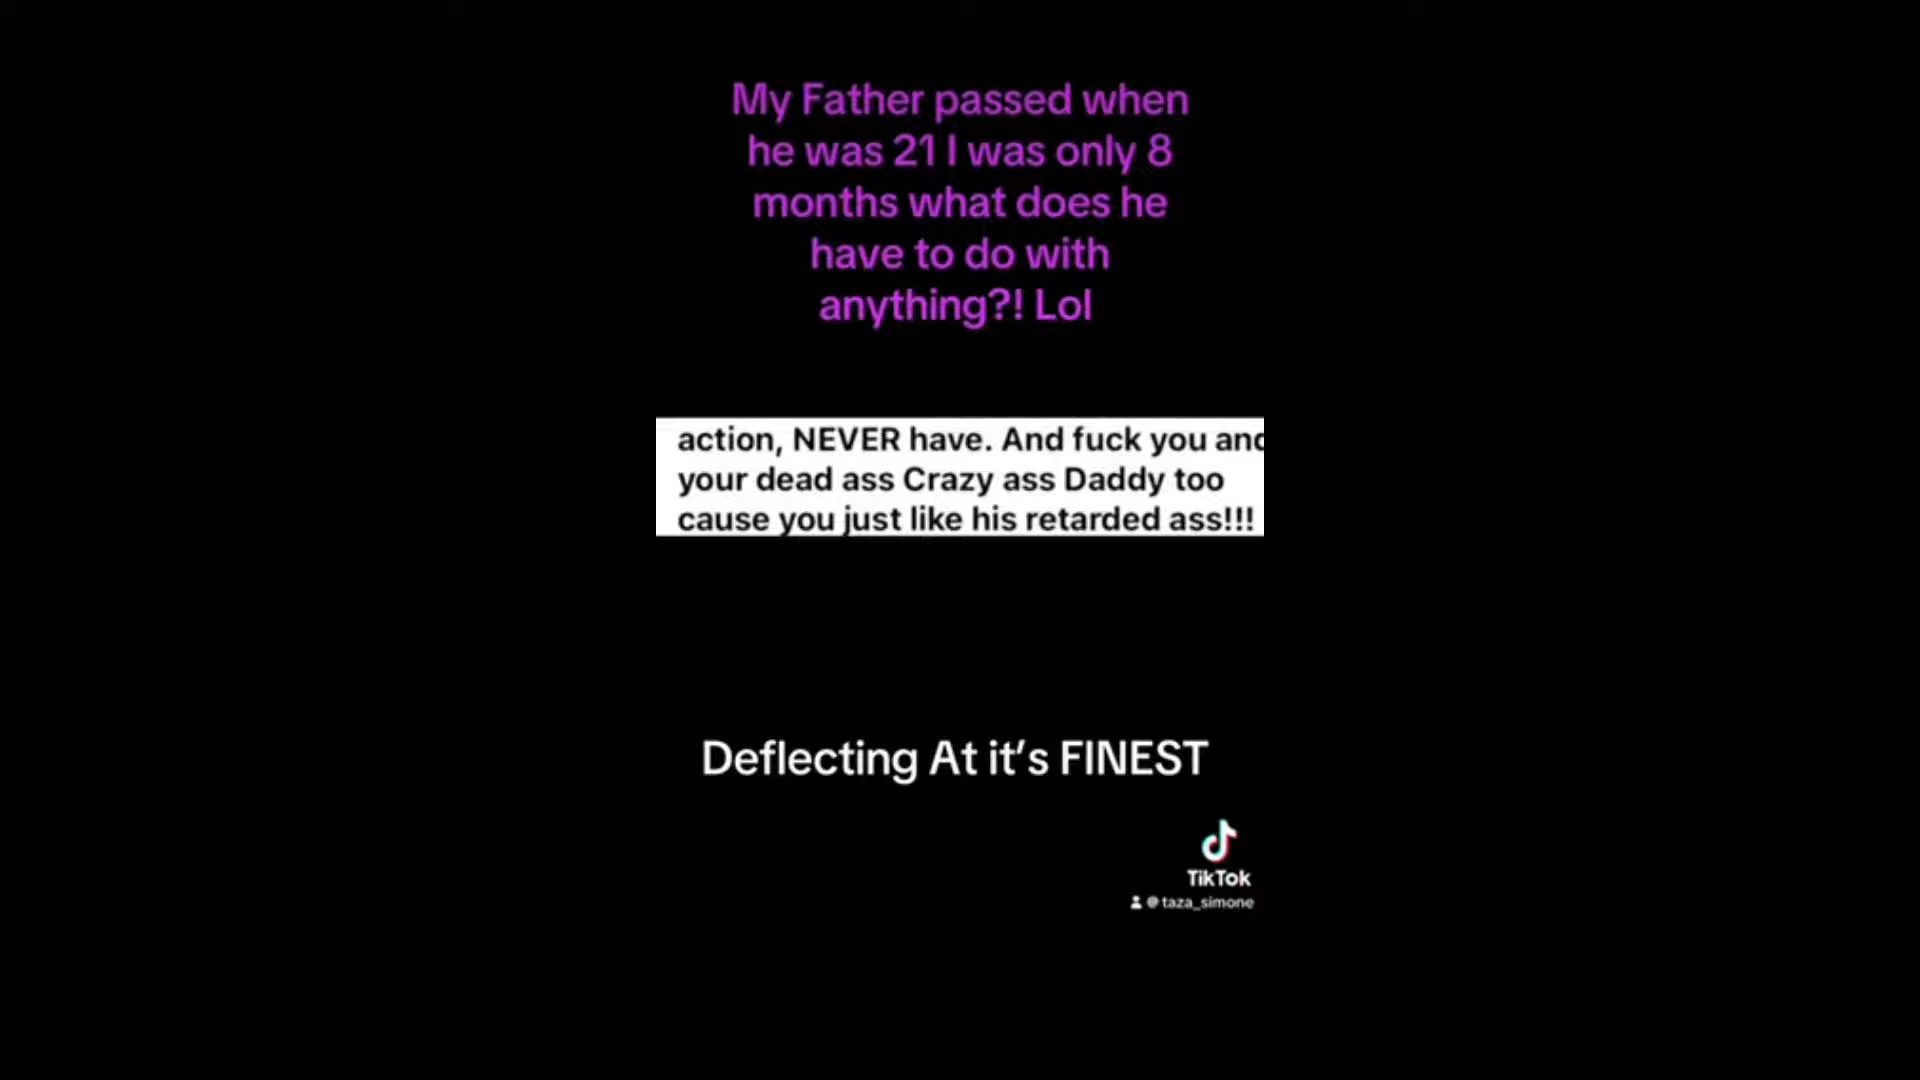 My Father passed when
he was 21 I was only 8
months what does he
have to do with
anything?! Lol
action, NEVER have. And fuck you and
your dead ass Crazy ass Daddy too
cause you just like his retarded ass!!!
Deflecting At it's FINEST
TikTok
@taza_simone